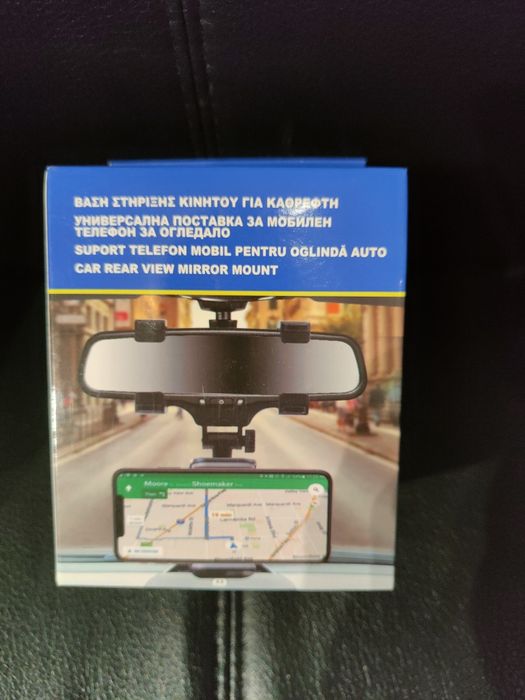 ΒΑΣΗ ΣΤΗΡΙΞΗΣ ΚΙΝΗΤΟΥ ΓΙΑ ΚΑΘΡΕΦΤΗ
УНИВЕРСАЛНА ПОСТАВКА ЗА МОБИЛЕН
ТЕЛЕФОН ЗА ОГЛЕДАЛО
SUPORT TELEFON MOBIL PENTRU OGLINDĂ AUTO
CAR REAR VIEW MIRROR MOUNT
Moore Shoemaker
Then